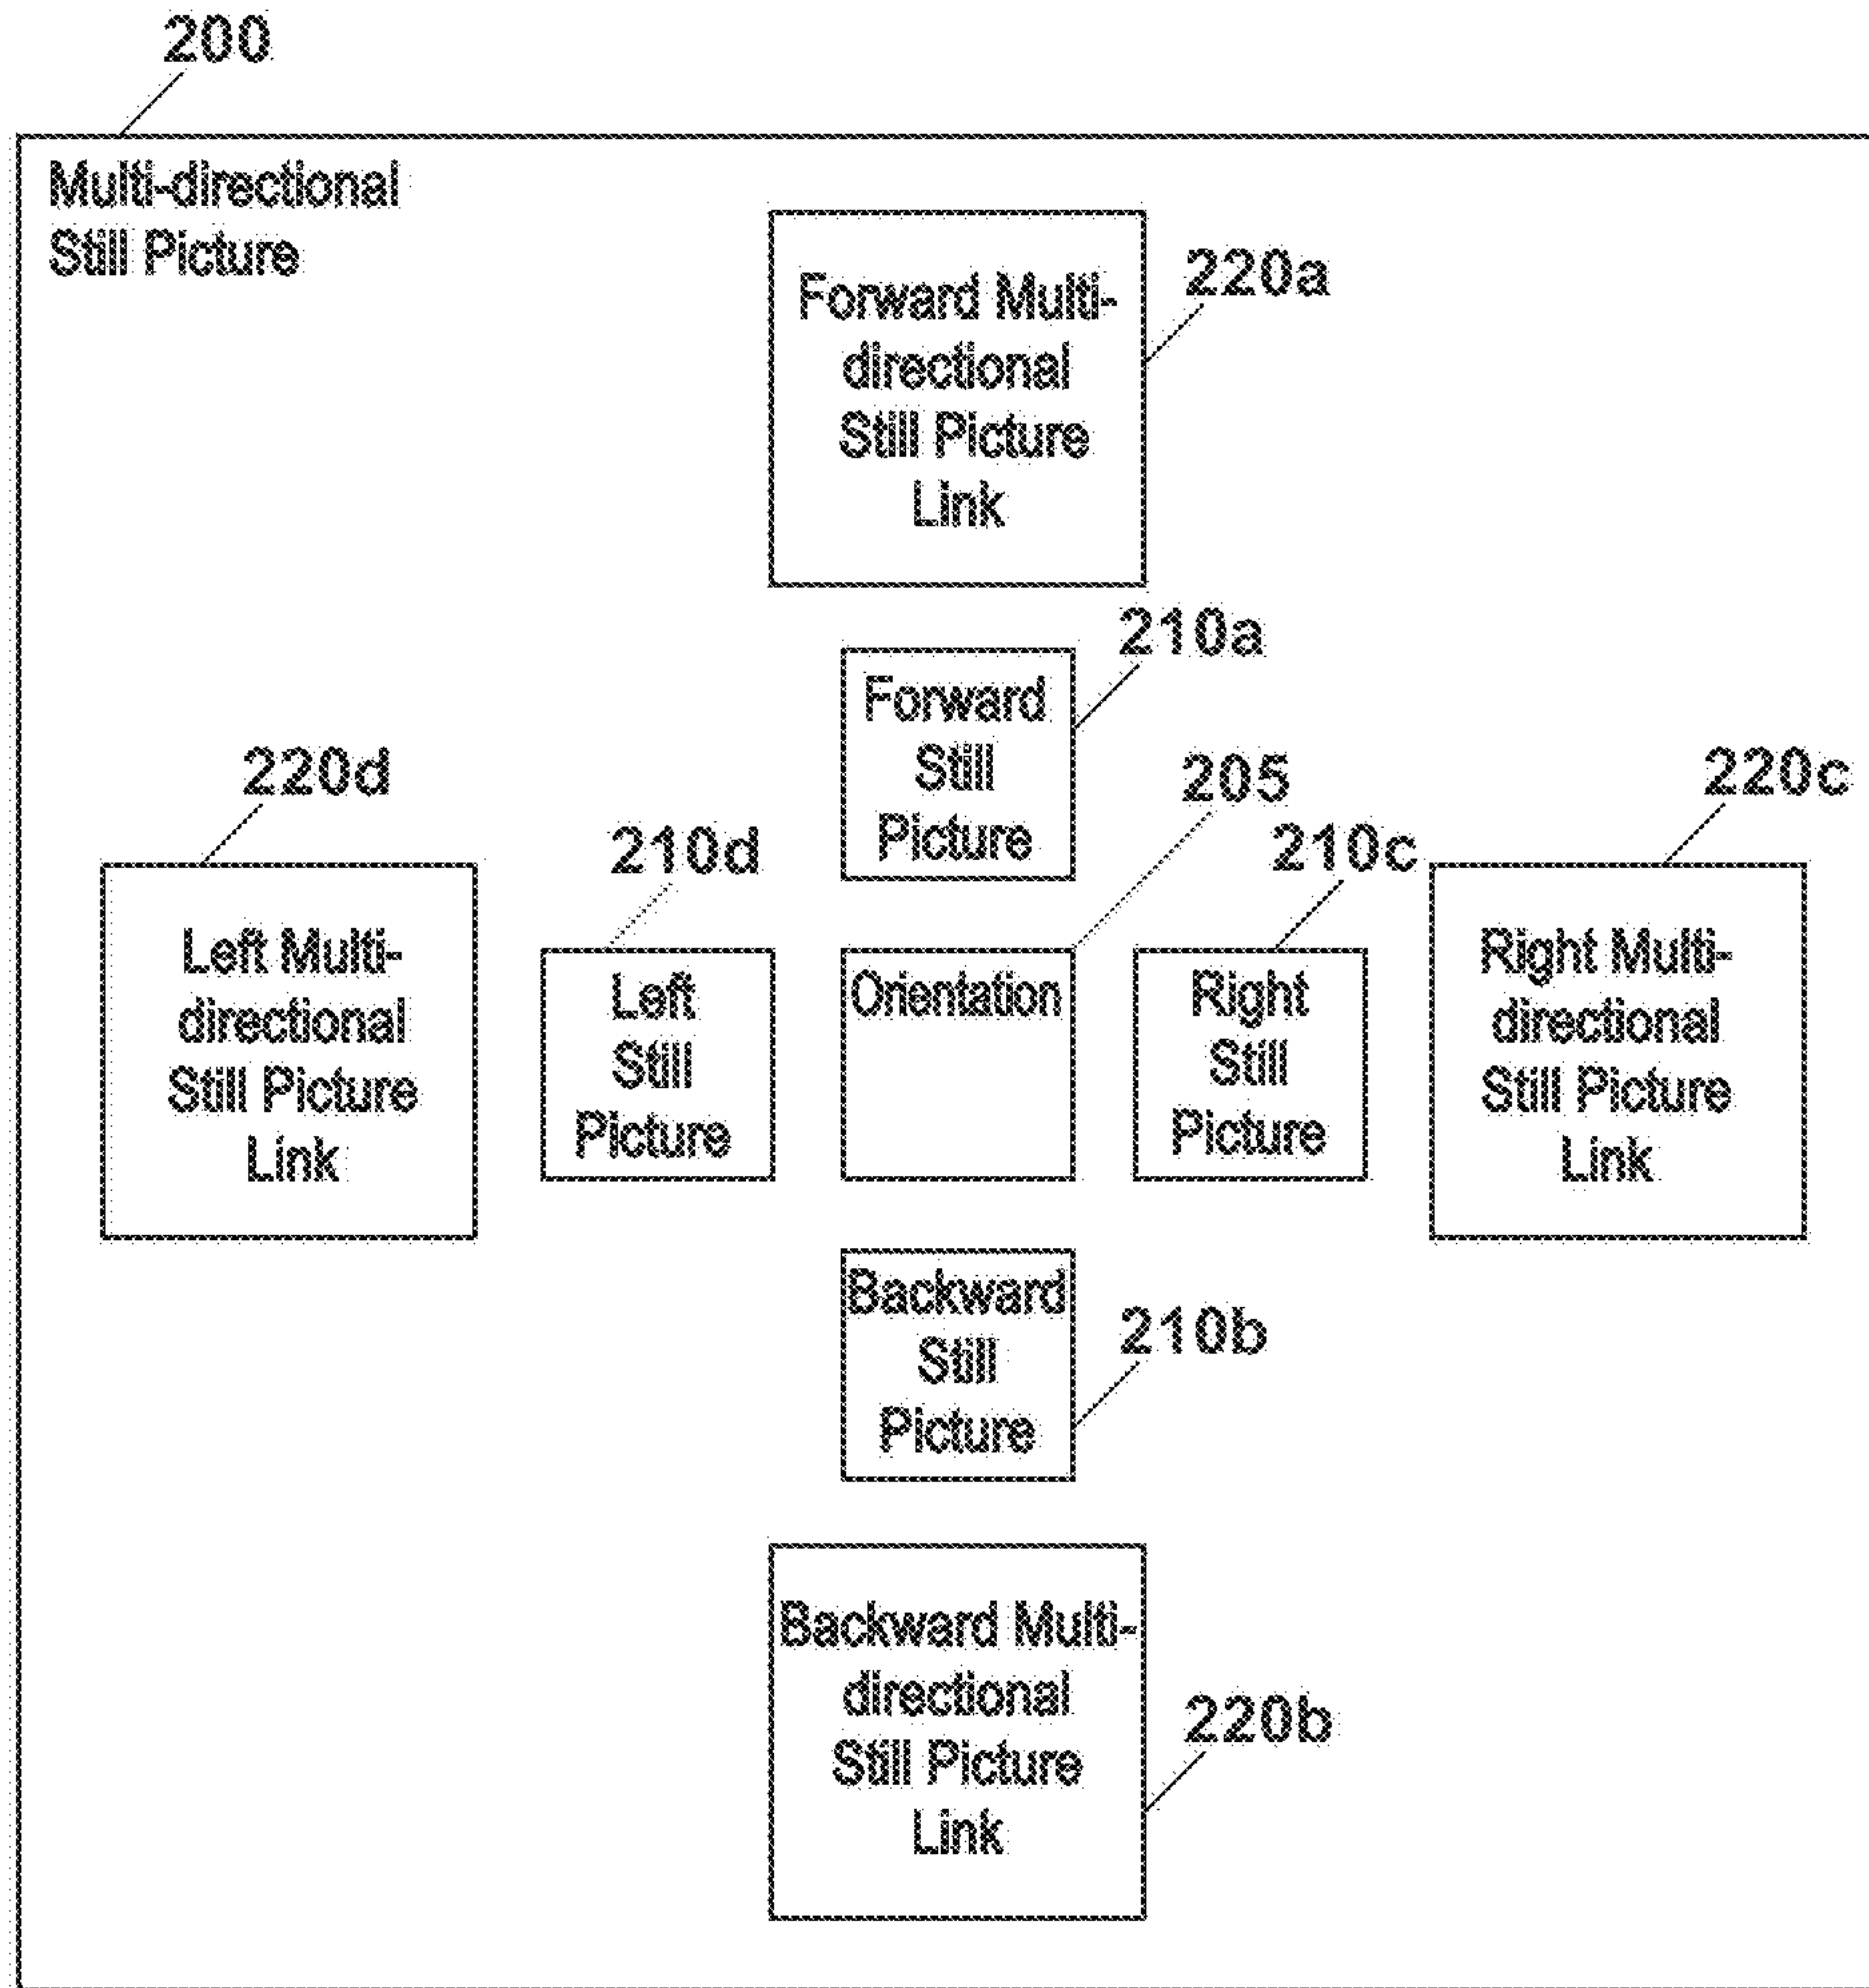 200
Multi-directional
Still Picture
220a
Forward Multi-
directional
Still Picture
Link
210a
Forward
Still
Picture
220d
Left Multi-
directional
Still Picture
Link
210d
Left
Still
Picture
205
Orientation
210c
Right
Still
Picture
220c
Right Multi-
directional
Still Picture
Link
210b
Backward
Still
Picture
220b
Backward Multi-
directional
Still Picture
Link